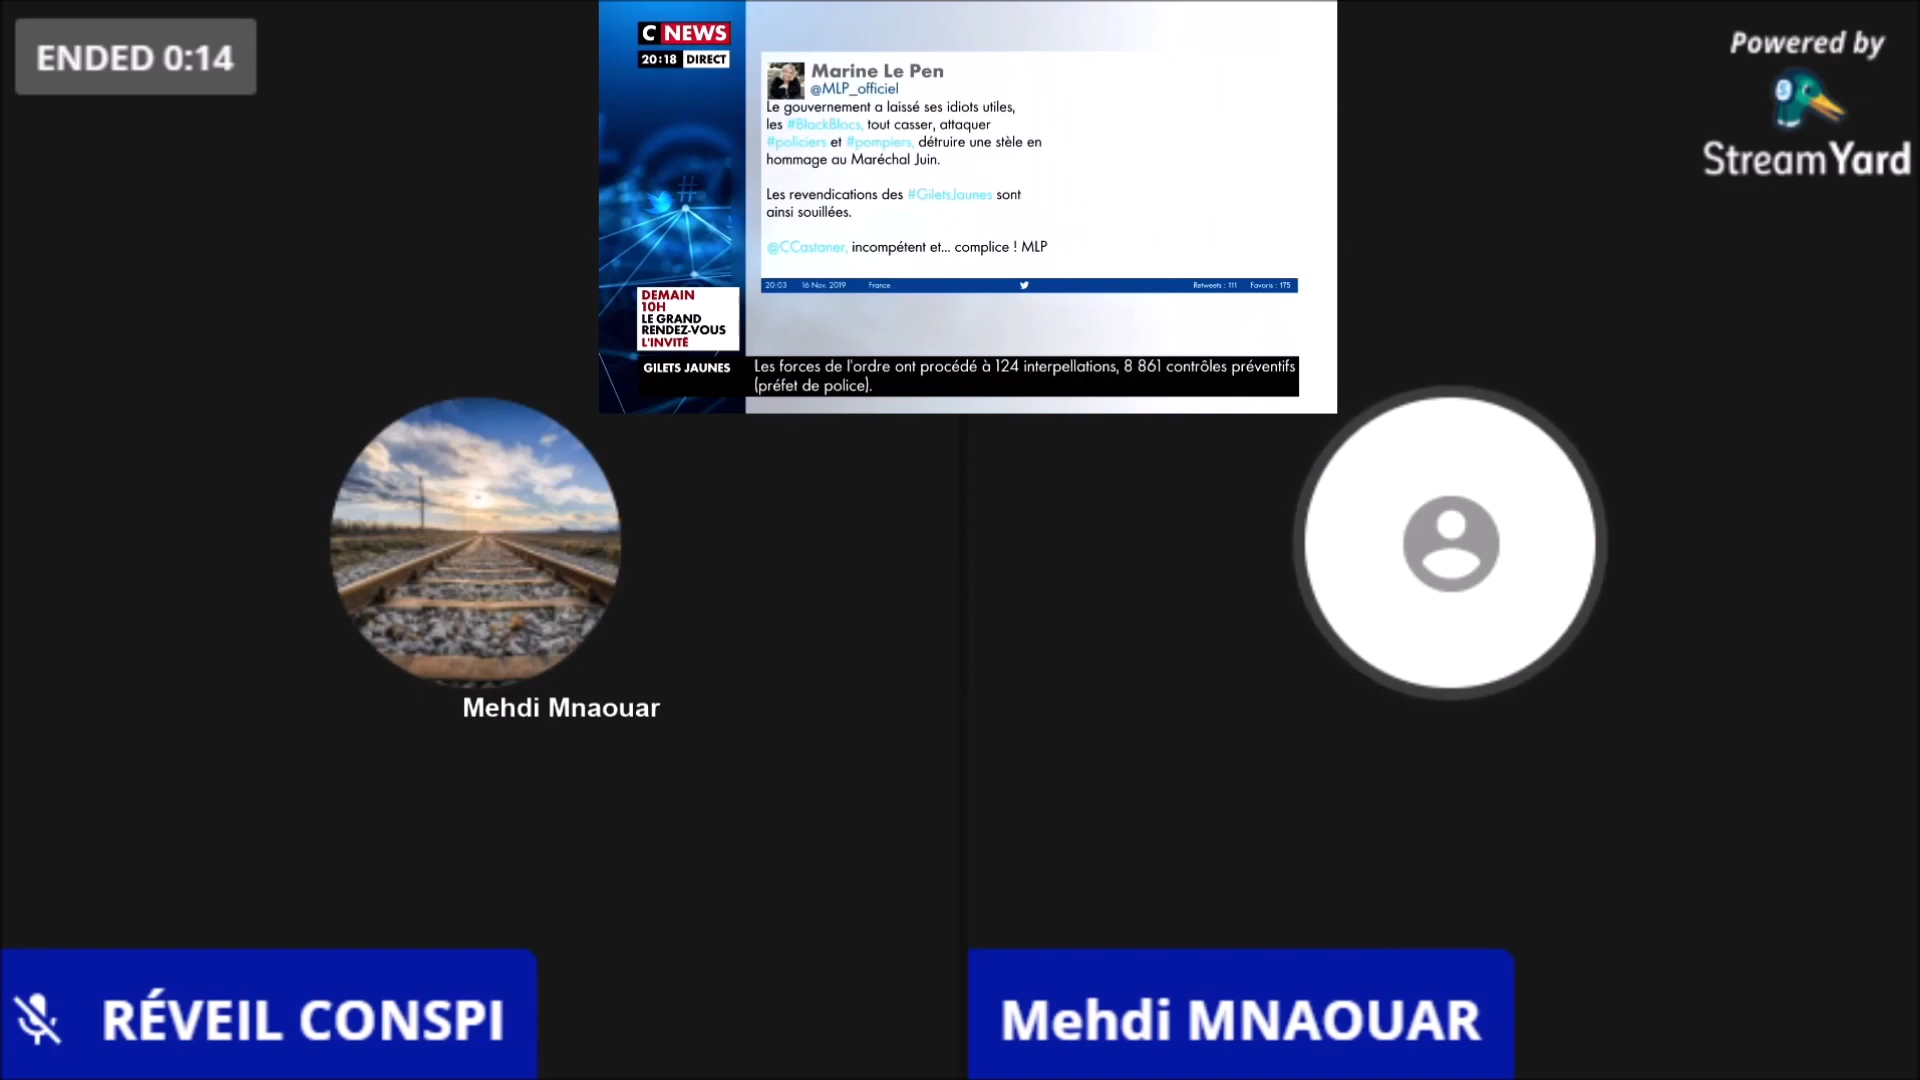 ENDED 0:14
C NEWS
20:18 DIRECT
Marine Le Pen
@MLP_officiel
Le gouvernement a laissé ses idiots utiles,
les #BlackBlocs, tout casser, attaquer
#policiers et #pompiers, détruire une stèle en
hommage au Maréchal Juin.
Les revendications des #GiletsJaunes sont
ainsi souillées.
@CCastaner, incompétent et... complice ! MLP
20:03 16 Nov. 2019 France Retweets : 111 Favoris : 175
DEMAIN
10H
LE GRAND
RENDEZ-VOUS
L'INVITÉ
GILETS JAUNES
Les forces de l'ordre ont procédé à 124 interpellations, 8 861 contrôles préventifs
(préfet de police).
Powered by
StreamYard
Mehdi Mnaouar
RÉVEIL CONSPI
Mehdi MNAOUAR